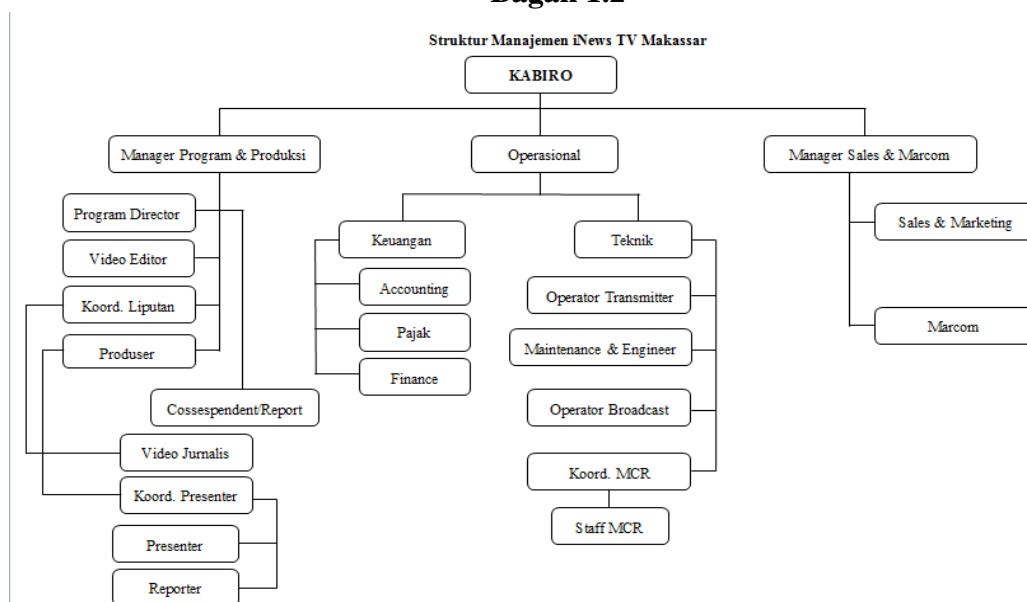 Bagan 1.2
Struktur Manajemen iNews TV Makassar
KABIRO
Manager Program & Produksi
Operasional
Manager Sales & Marcom
Program Director
Video Editor
Koord. Liputan
Produser
Cossespendent/Report
Video Jurnalis
Koord. Presenter
Presenter
Reporter
Keuangan
Accounting
Pajak
Finance
Teknik
Operator Transmitter
Maintenance & Engineer
Operator Broadcast
Koord. MCR
Staff MCR
Sales & Marketing
Marcom